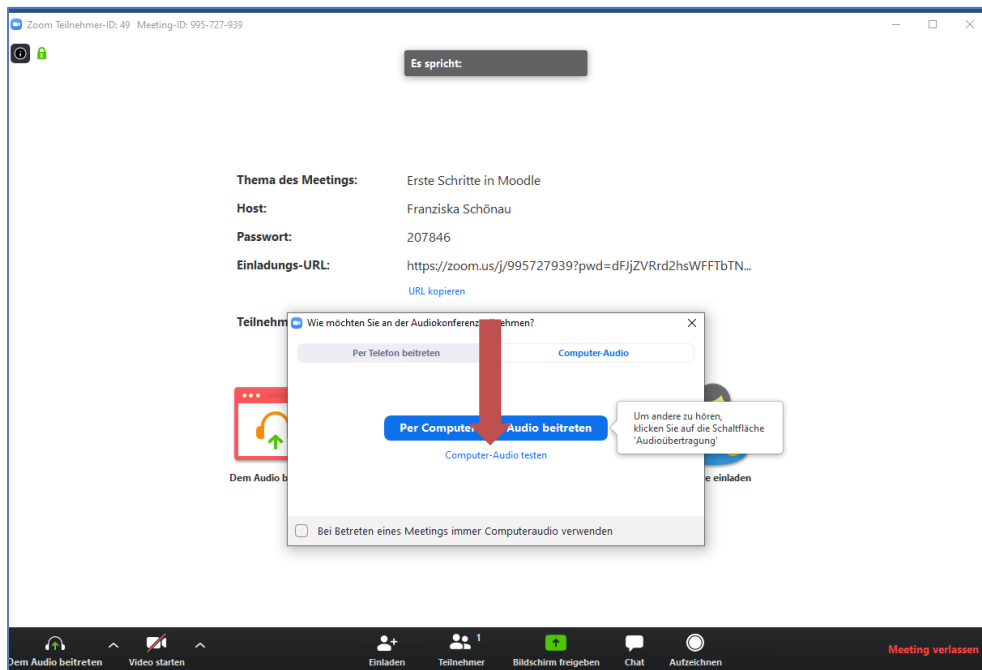 Zoom Teilnehmer-ID: 49 Meeting-ID: 995-727-939
Es spricht:
Thema des Meetings: Erste Schritte in Moodle
Host: Franziska Schönau
Passwort: 207846
Einladungs-URL: https://zoom.us/j/995727939?pwd=dFJjZVRrd2hsWFFTbTN...
URL kopieren
Wie möchten Sie an der Audiokonferenz
Per Telefon beitreten
Computer-Audio
Per Computer Audio beitreten
Um andere zu hören,
klicken Sie auf die Schaltfläche
'Audioübertragung'
Computer-Audio testen
Dem Audio
einladen
Bei Betreten eines Meetings immer Computeraudio verwenden
1
Dem Audio beitreten
Video starten
Einladen
Teilnehmer
Bildschirm freigeben
Chat
Aufzeichnen
Meeting verlassen